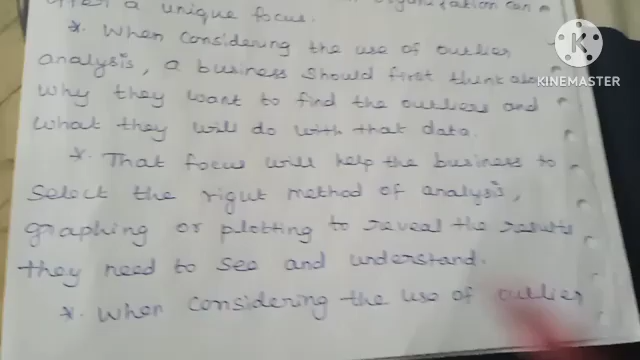 a unique focus.
*. When considering the use of outlier
analysis, a business should first think
why they want to find the outliers and
what they will do with that data.
*. That focus will help the business to
select the right method of analysis,
graphing or plotting to reveal the results
they need to see and understand.
*. When considering the use of outlier
KINEMASTER